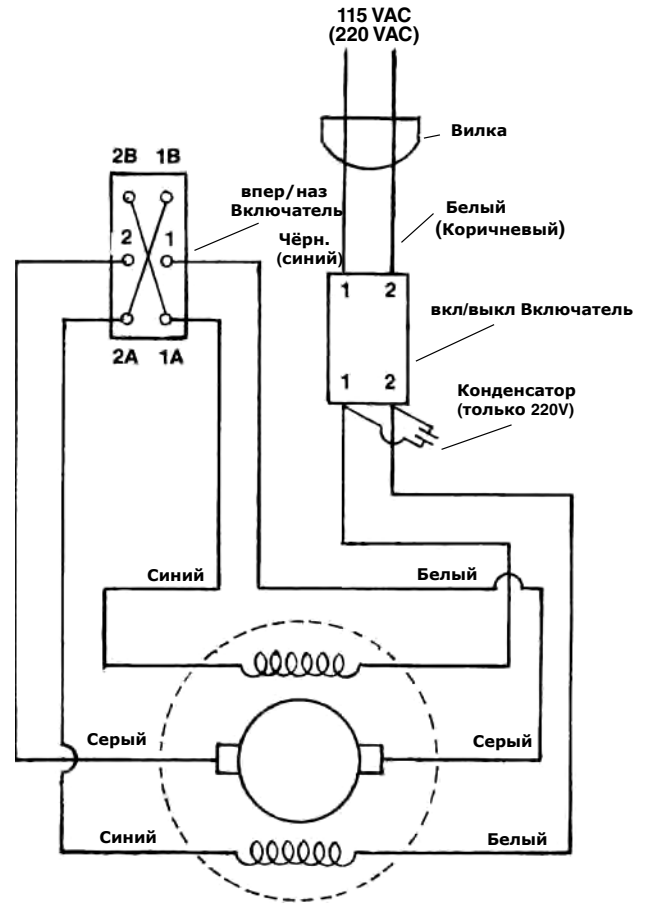 115 VAC
(220 VAC)
Вилка
2B 1B
впер/наз
Включатель
Белый
(Коричневый)
2 1
Чёрн.
(синий)
1 2
вкл/выкл Включатель
2A 1A
1 2
Конденсатор
(только 220V)
Синий
Белый
Серый
Серый
Синий
Белый